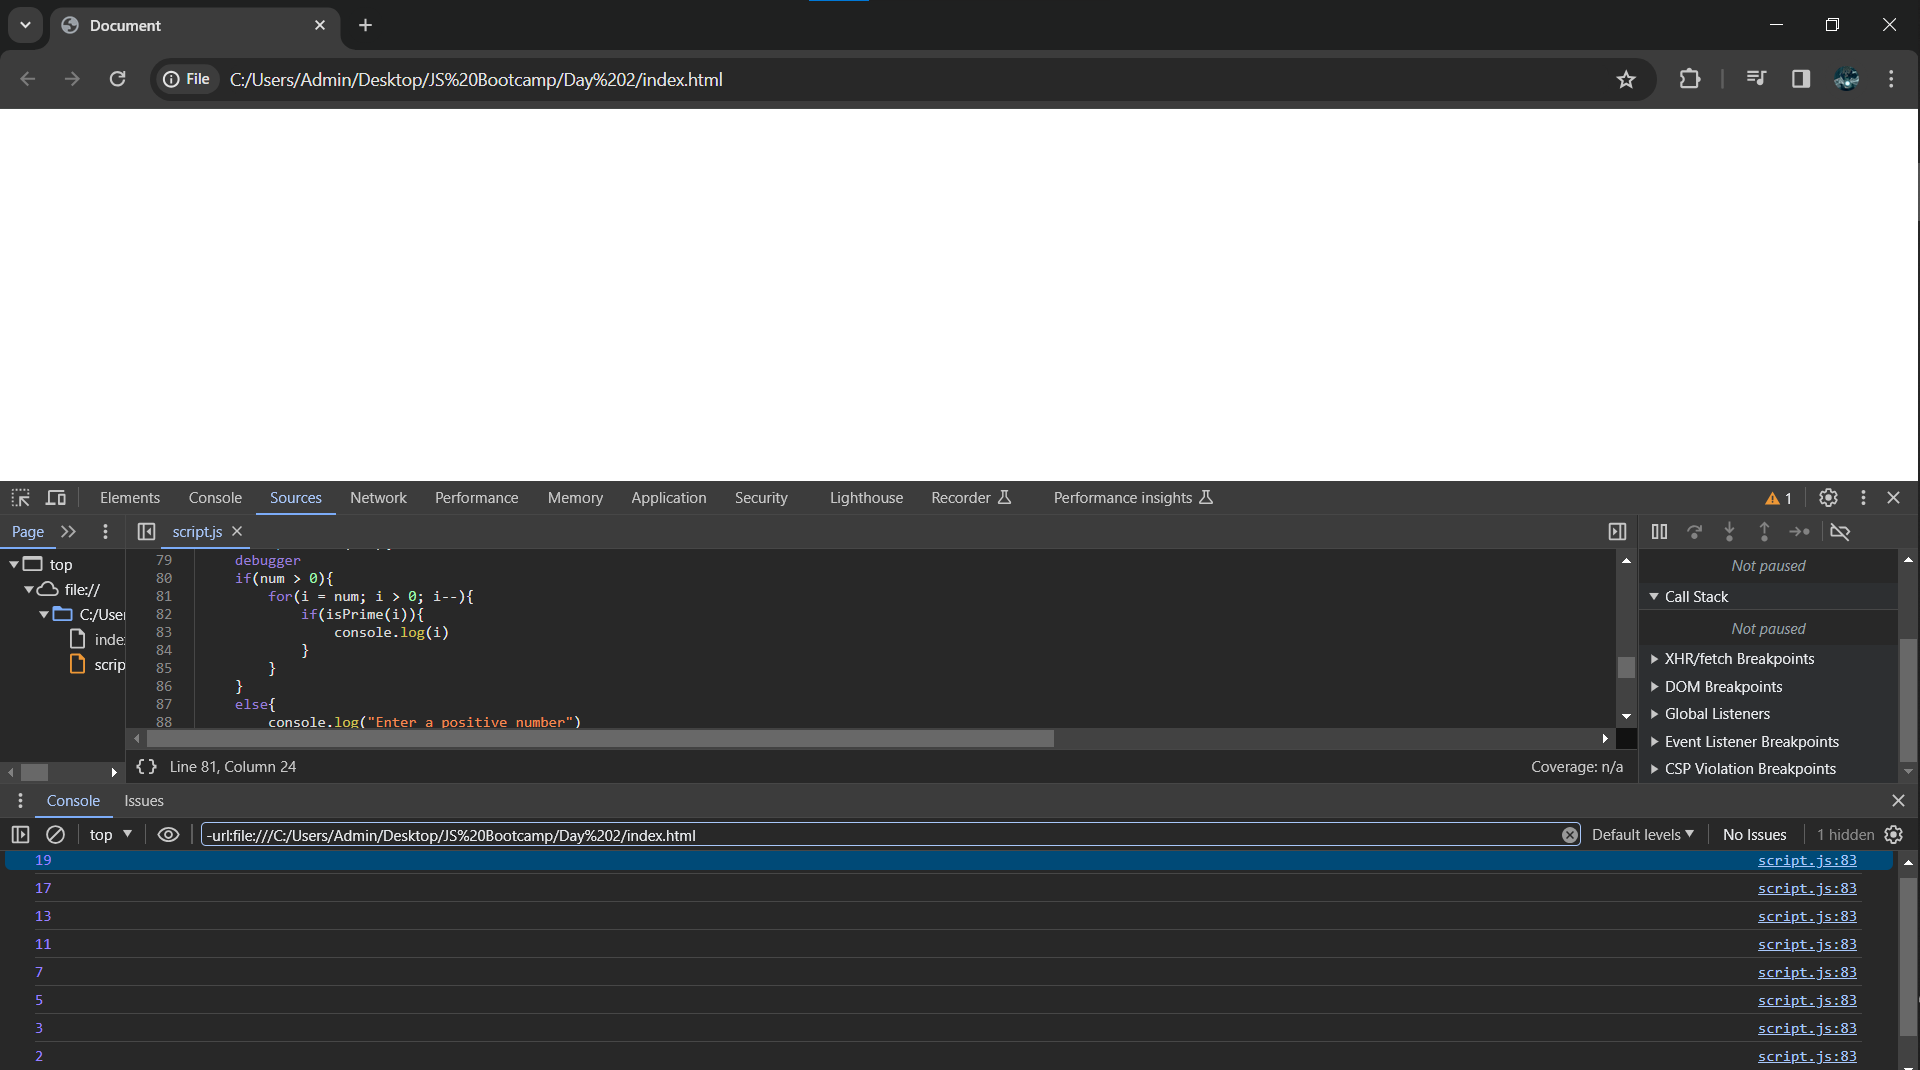 Document
File C:/Users/Admin/Desktop/JS%20Bootcamp/Day%202/index.html
Elements Console Sources Network Performance Memory Application Security Lighthouse Recorder Performance insights 1
Page script.js
top
file://
C:/User
inde
scrip
79 debugger
80 if(num > 0){
81 for(i = num; i > 0; i--){
82 if(isPrime(i)){
83 console.log(i)
84 }
85 }
86 }
87 else{
88 console.log("Enter a positive number")
{} Line 81, Column 24 Coverage: n/a
Not paused
Call Stack
Not paused
XHR/fetch Breakpoints
DOM Breakpoints
Global Listeners
Event Listener Breakpoints
CSP Violation Breakpoints
Console Issues
top -url:file:///C:/Users/Admin/Desktop/JS%20Bootcamp/Day%202/index.html Default levels No Issues 1 hidden
19 script.js:83
17 script.js:83
13 script.js:83
11 script.js:83
7 script.js:83
5 script.js:83
3 script.js:83
2 script.js:83